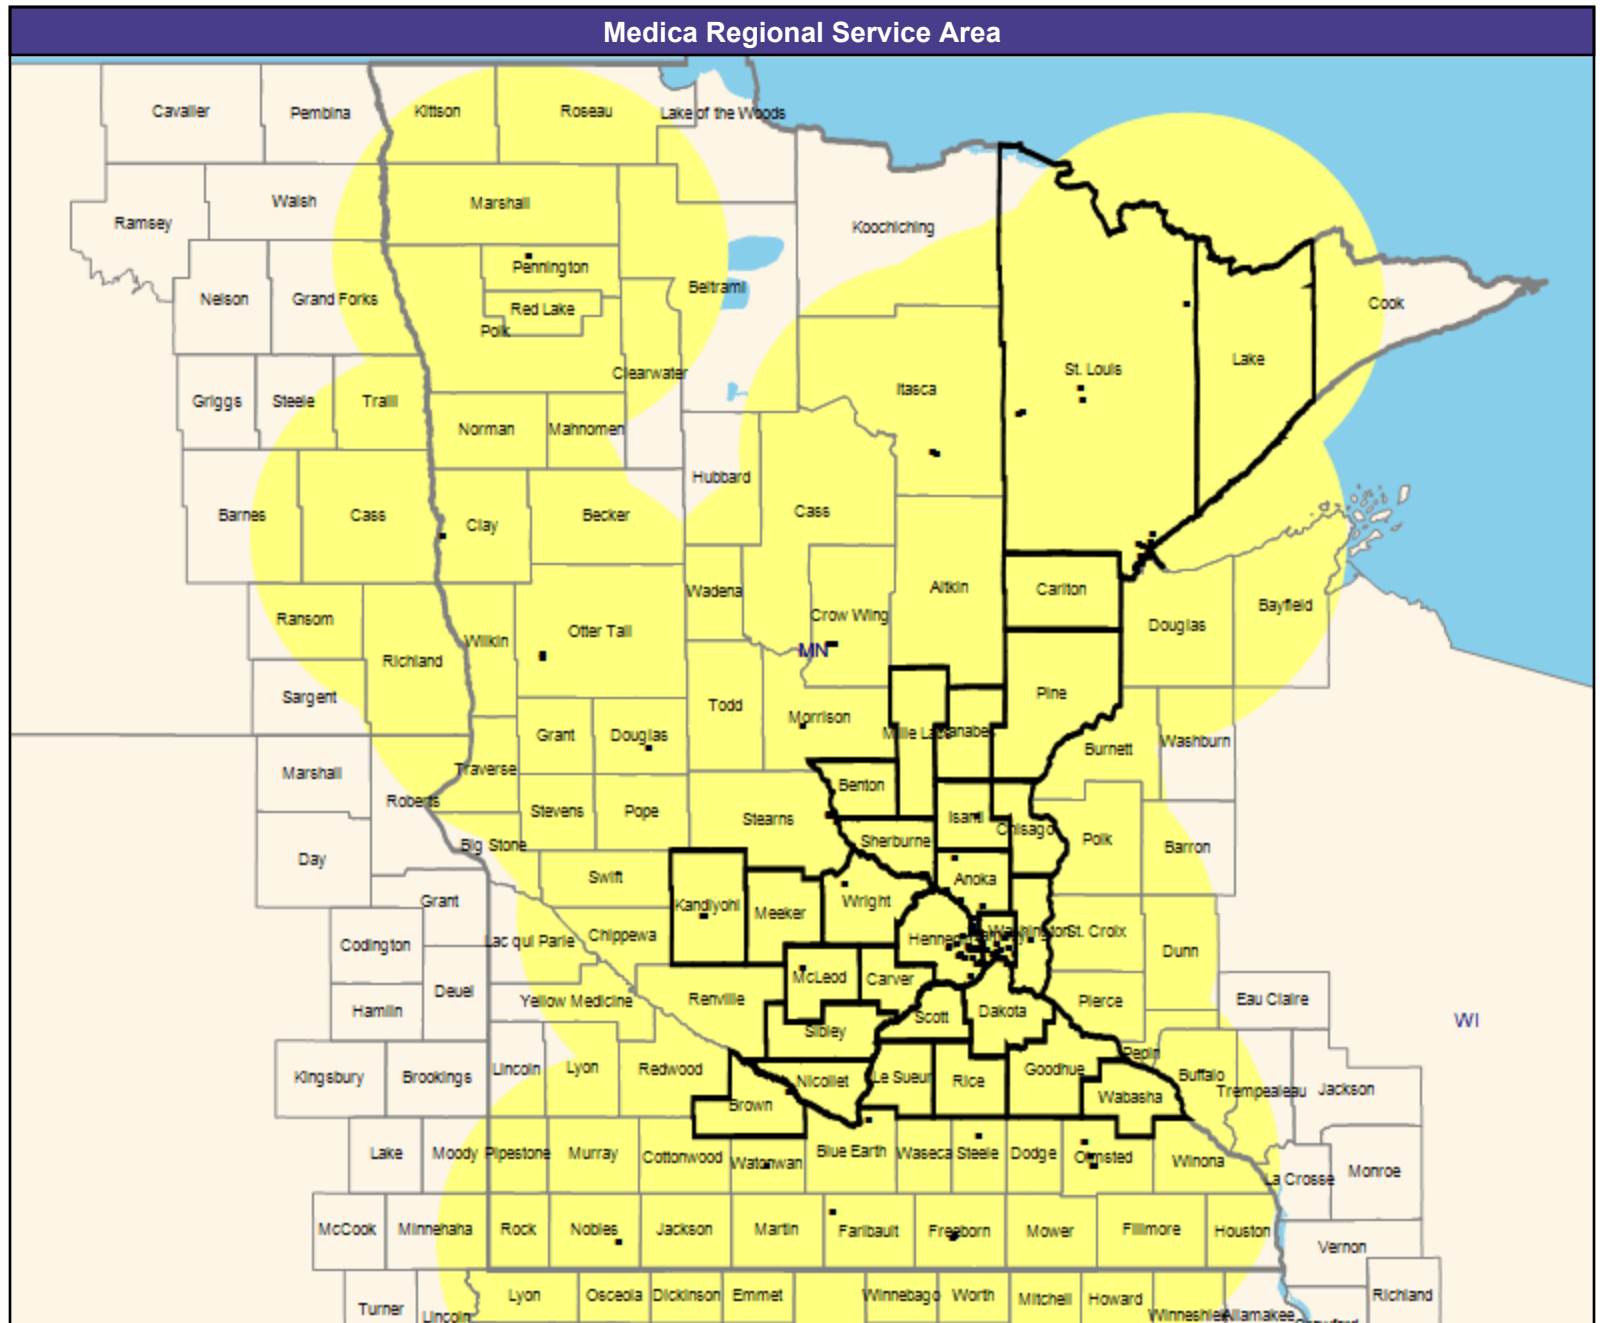 Medica Regional Service Area
Cavalier
Pembina
Kittson
Roseau
Lake of the Woods
Ramsey
Walsh
Marshall
Koochiching
Nelson
Grand Forks
Pennington
Red Lake
Polk
Beltrami
Cook
Griggs
Steele
Traill
Clearwater
Itasca
St. Louis
Lake
Norman
Mahnomen
Barnes
Cass
Clay
Becker
Hubbard
Cass
Ransom
Richland
Wilkin
Otter Tail
Wadena
Crow Wing
Aitkin
Carlton
Douglas
Bayfield
MN
Sargent
Grant
Douglas
Todd
Morrison
Pine
Burnett
Washburn
Marshall
Roberts
Traverse
Stevens
Pope
Stearns
Benton
Sherburne
Isanti
Chisago
Polk
Barron
Day
Big Stone
Swift
Kandiyohi
Meeker
Wright
Anoka
Grant
Codington
Lac qui Parle
Chippewa
Washington
St. Croix
Dunn
Hamlin
Deuel
Yellow Medicine
Renville
McLeod
Carver
Scott
Dakota
Pierce
Eau Claire
WI
Sibley
Kingsbury
Brookings
Lincoln
Lyon
Redwood
Brown
Nicollet
Le Sueur
Rice
Goodhue
Wabasha
Pepin
Buffalo
Trempealeau
Jackson
Lake
Moody
Pipestone
Murray
Cottonwood
Watonwan
Blue Earth
Waseca
Steele
Dodge
Olmsted
Winona
La Crosse
Monroe
McCook
Minnehaha
Rock
Nobles
Jackson
Martin
Faribault
Freeborn
Mower
Fillmore
Houston
Vernon
Turner
Lincoln
Lyon
Osceola
Dickinson
Emmet
Winnebago
Worth
Mitchell
Howard
Allamakee
Richland